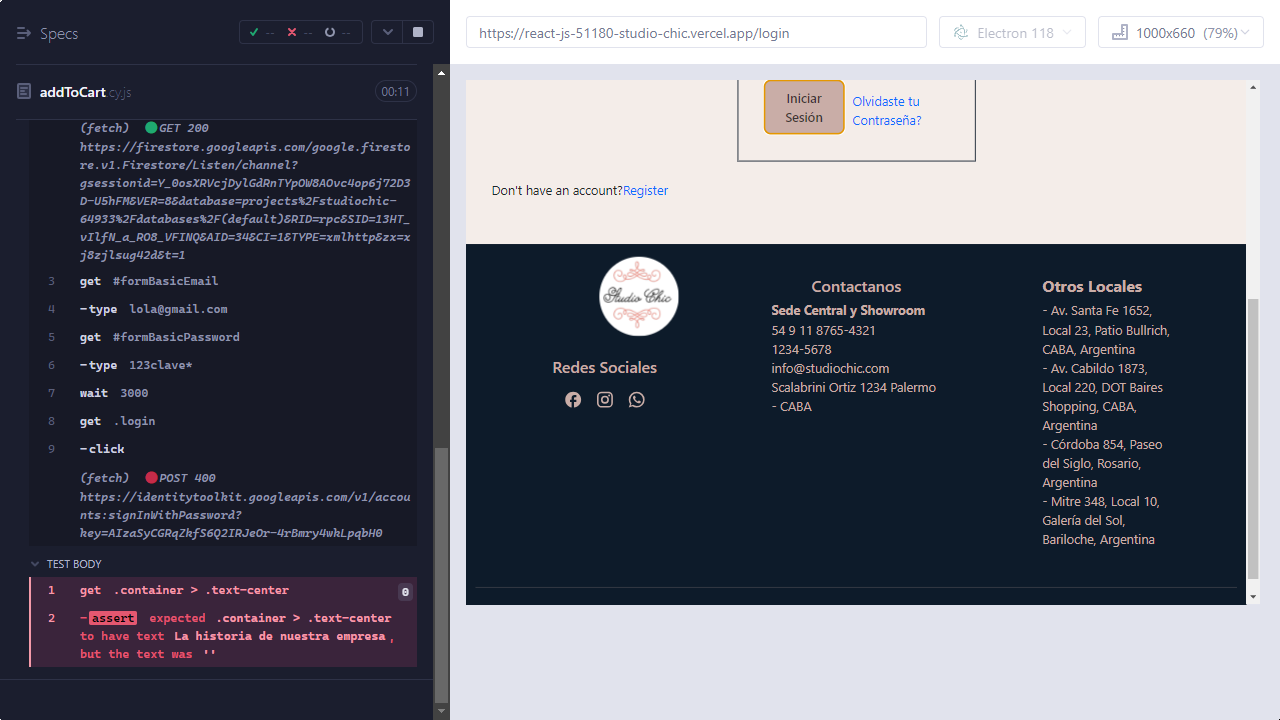 Specs
-- -- --
addToCart.cy.js
00:11
(fetch) GET 200
https://firestore.googleapis.com/google.firesto
re.v1.Firestore/Listen/channel?
gsessionid=Y_0osXRVcjDylGdRnTYpOW8AOvc4op6j72D3
D-U5hFM&VER=8&database=projects%2Fstudiochic-
64933%2Fdatabases%2F(default)&RID=rpc&SID=13HT_
vIlfN_a_RO8_VFINQ&AID=34&CI=1&TYPE=xmlhttp&zx=x
j8zjlsug42d&t=1
3 get #formBasicEmail
4 -type lola@gmail.com
5 get #formBasicPassword
6 -type 123clave*
7 wait 3000
8 get .login
9 -click
(fetch) POST 400
https://identitytoolkit.googleapis.com/v1/accou
nts:signInWithPassword?
key=AIzaSyCGRqZkfS6Q2IRJeOr-4rBmry4wkLpqbH0
TEST BODY
1 get .container > .text-center 0
2 -assert expected .container > .text-center
to have text La historia de nuestra empresa,
but the text was ''
https://react-js-51180-studio-chic.vercel.app/login
Electron 118
1000x660 (79%)
Iniciar
Sesión
Olvidaste tu
Contraseña?
Don't have an account?Register
Studio Chic
Redes Sociales
Contactanos
Sede Central y Showroom
54 9 11 8765-4321
1234-5678
info@studiochic.com
Scalabrini Ortiz 1234 Palermo
- CABA
Otros Locales
- Av. Santa Fe 1652,
Local 23, Patio Bullrich,
CABA, Argentina
- Av. Cabildo 1873,
Local 220, DOT Baires
Shopping, CABA,
Argentina
- Córdoba 854, Paseo
del Siglo, Rosario,
Argentina
- Mitre 348, Local 10,
Galería del Sol,
Bariloche, Argentina